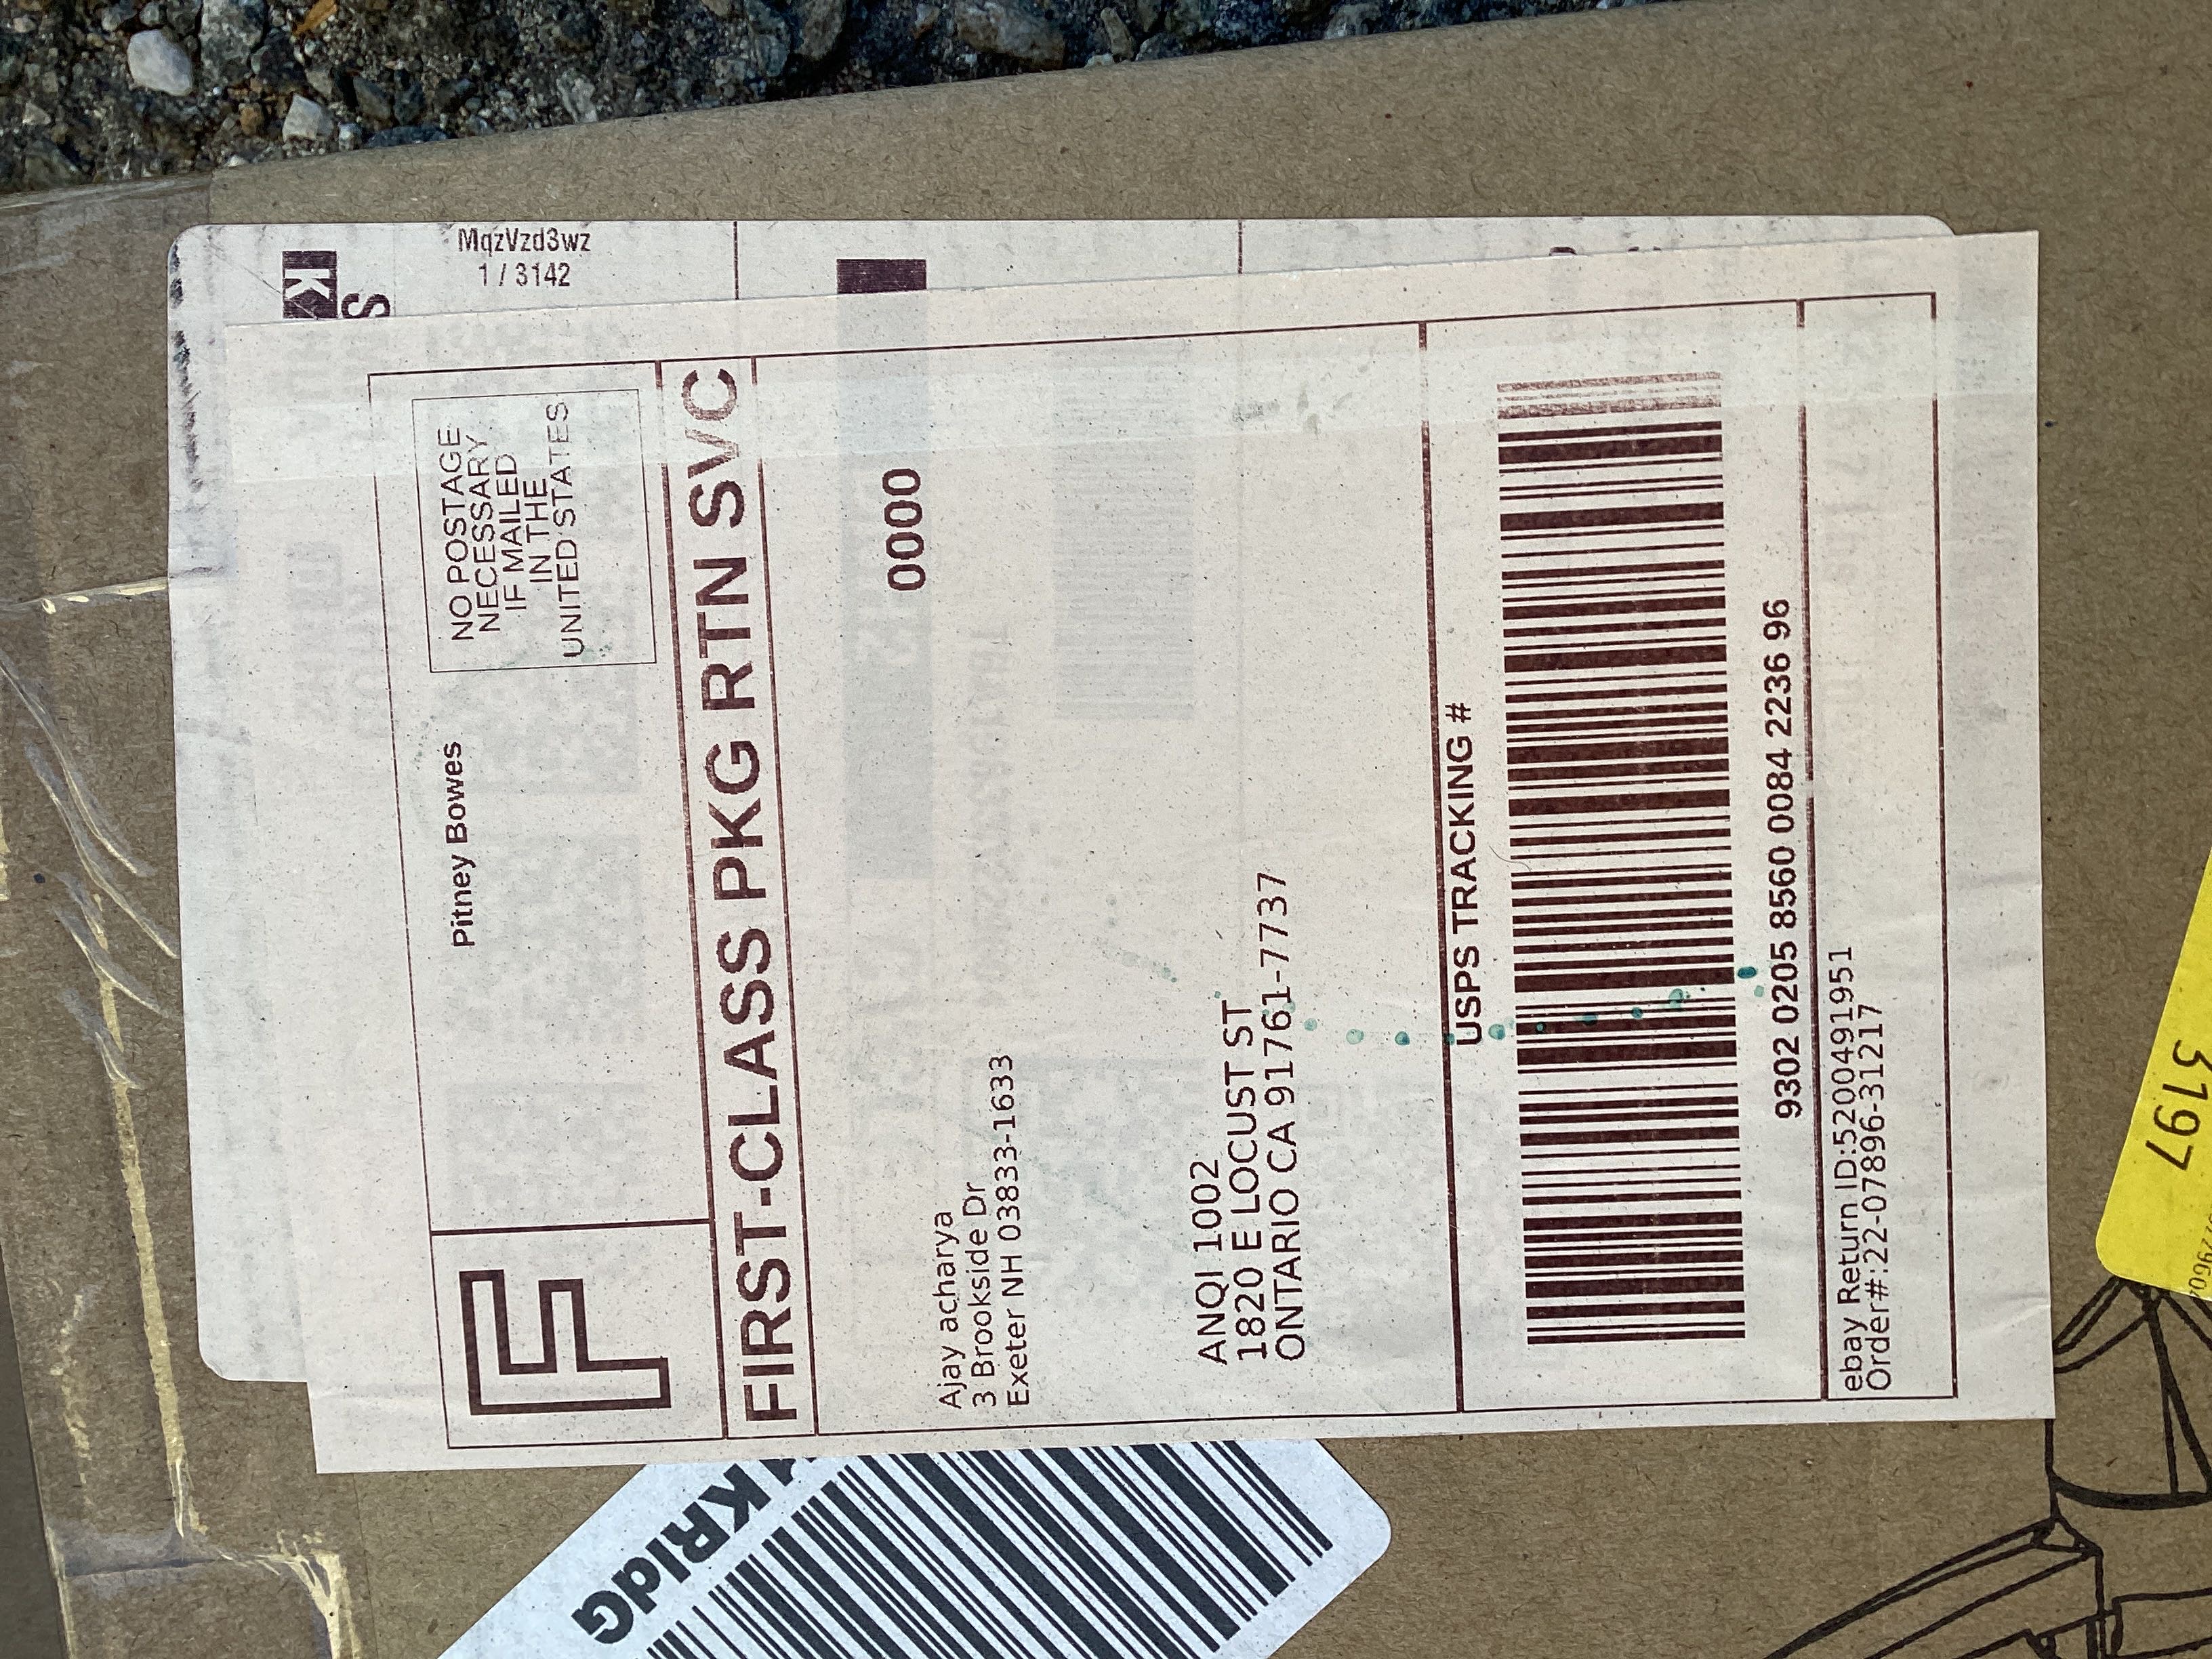 K
S
MqzVzd3wz
1 / 3142
F
Pitney Bowes
NO POSTAGE
NECESSARY
IF MAILED
IN THE
UNITED STATES
FIRST-CLASS PKG RTN SVC
0000
Ajay acharya
3 Brookside Dr
Exeter NH 03833-1633
ANQI 1002
1820 E LOCUST ST
ONTARIO CA 91761-7737
USPS TRACKING #
9302 0205 8560 0084 2236 96
ebay Return ID:5200491951
Order#:22-07896-31217
KRldG
3197